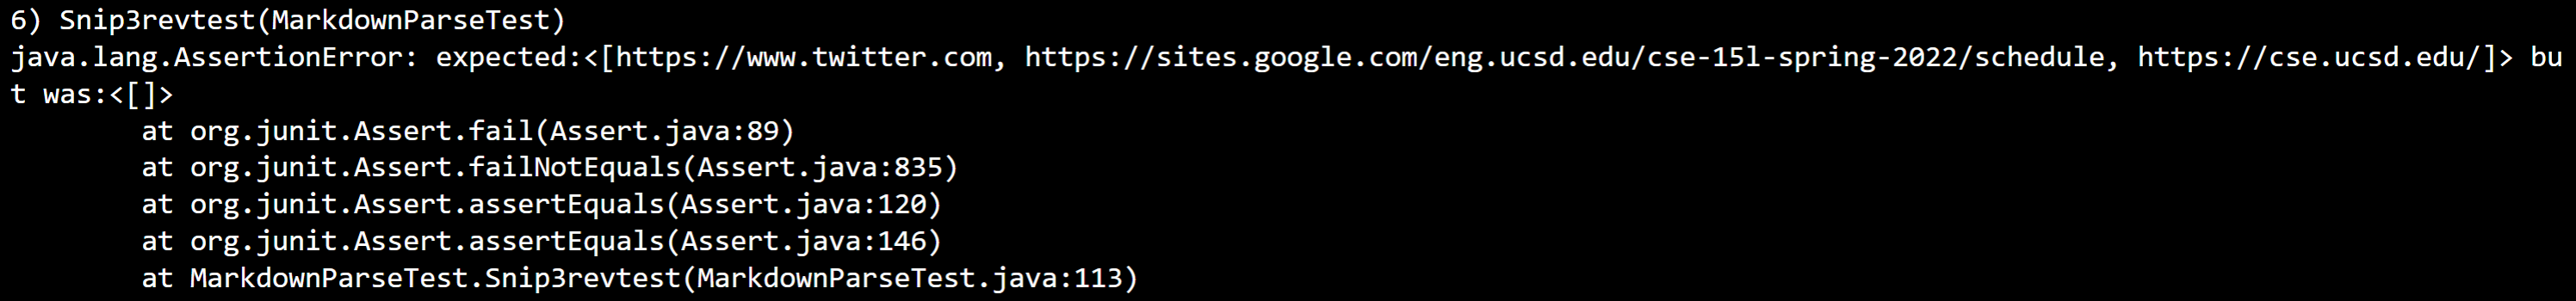 6) Snip3revtest(MarkdownParseTest)
java.lang.AssertionError: expected:<[https://www.twitter.com, https://sites.google.com/eng.ucsd.edu/cse-15l-spring-2022/schedule, https://cse.ucsd.edu/]> bu
t was:<[]>
        at org.junit.Assert.fail(Assert.java:89)
        at org.junit.Assert.failNotEquals(Assert.java:835)
        at org.junit.Assert.assertEquals(Assert.java:120)
        at org.junit.Assert.assertEquals(Assert.java:146)
        at MarkdownParseTest.Snip3revtest(MarkdownParseTest.java:113)